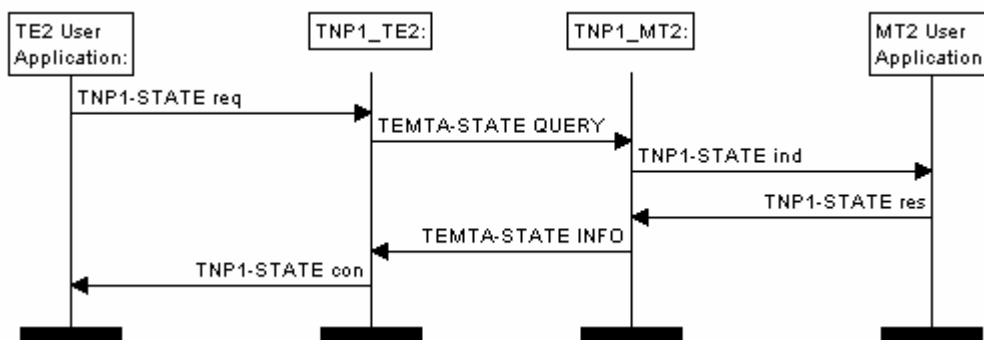 TE2 User
Application:
TNP1_TE2:
TNP1_MT2:
MT2 User
Application
TNP1-STATE req
TEMTA-STATE QUERY
TNP1-STATE ind
TNP1-STATE res
TEMTA-STATE INFO
TNP1-STATE con